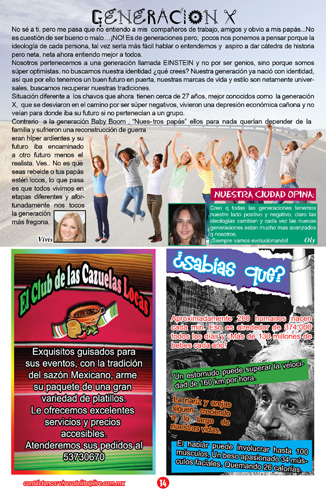 GENERACION X
No sé a ti, pero me pasa que no entiendo a mis compañeros de trabajo, amigos y obvio a mis papás...No
es cuestión de ser bueno o malo....¡NO! Es de generaciones pero, pocos nos ponemos a pensar porque la
ideología de cada persona, tal vez sería más fácil hablar o entendernos y aspiro a dar cátedra de historia
pero neta, neta ahora entiendo mejor a todos.
Nosotros pertenecemos a una generación llamada EINSTEIN y no por ser genios, sino porque somos
súper optimistas, no buscamos nuestra identidad ¿qué crees? Nuestra generación ya nació con identidad,
así que por ello tenemos un buen futuro en puerta, nuestras marcas de vida y estilo son netamente univer-
sales, buscamos recuperar nuestras tradiciones.
Situación diferente a los chavos que ahora tienen cerca de 27 años, mejor conocidos como la generación
X, que se desviaron en el camino por ser súper negativos, vivieron una depresión económica cañona y no
veían para donde iba su futuro si no pertenecían a un grupo.
Contrario a la generación Baby Boom , "Nues-tros papás" ellos para nada querían depender de la
familia y sufrieron una reconstrucción de guerra
eran híper ardientes y su
futuro iba encaminado
a otro futuro menos el
realista. Ves.. No es que
seas rebelde o tu papás
estén locos, lo que pasa
es que todos vivimos en
etapas diferentes y afor-
tunadamente nos tocó
la generación
más fregona.
Vivis
NUESTRA CIUDAD OPINA:
Creo q todas las generaciones tenemos
nuestro lado positivo y negativo, claro las
ideologías cambian y cada vez las nuevas
generaciones están mucho mas avanzados
q nosotros.
¡Siempre vamos evolucionando! Oly
El Club de las Cazuelas Locas
Exquisitos guisados para
sus eventos, con la tradición
del sazón Mexicano, arme
su paquete de una gran
variedad de platillos.
Le ofrecemos excelentes
servicios y precios
accesibles.
Atenderemos sus pedidos al
53730670
¿Sabías que?
Aproximadamente 260 humanos nacen
cada min. Eso es alrededor de 374,000
todos los días y Más de 130 millones de
bebés cada año.
Un estornudo puede superar la veloci-
dad de 160 km por hora.
La nariz y orejas
siguen creciendo
a lo largo de
nuestras vidas.
El hablar puede involucrar hasta 100
músculos. Un beso apasionado 34 mús-
culos faciales. Quemando 26 calorías.
14